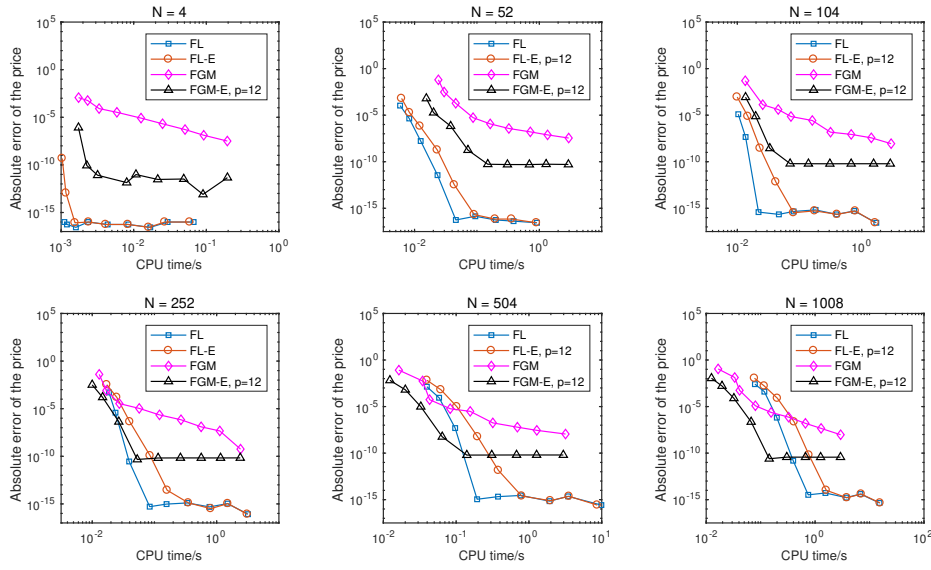 N = 4
Absolute error of the price
10^5
10^0
10^-5
10^-10
10^-15
FL
FL-E
FGM
FGM-E, p=12
10^-3
10^-2
10^-1
10^0
CPU time/s
N = 52
Absolute error of the price
10^5
10^0
10^-5
10^-10
10^-15
FL
FL-E, p=12
FGM
FGM-E, p=12
10^-2
10^0
10^2
CPU time/s
N = 104
Absolute error of the price
10^5
10^0
10^-5
10^-10
10^-15
FL
FL-E, p=12
FGM
FGM-E, p=12
10^-2
10^0
10^2
CPU time/s
N = 252
Absolute error of the price
10^5
10^0
10^-5
10^-10
10^-15
FL
FL-E
FGM
FGM-E, p=12
10^-2
10^0
10^2
CPU time/s
N = 504
Absolute error of the price
10^5
10^0
10^-5
10^-10
10^-15
FL
FL-E, p=12
FGM
FGM-E, p=12
10^-2
10^-1
10^0
10^1
CPU time/s
N = 1008
Absolute error of the price
10^5
10^0
10^-5
10^-10
10^-15
FL
FL-E, p=12
FGM
FGM-E, p=12
10^-2
10^0
10^2
CPU time/s